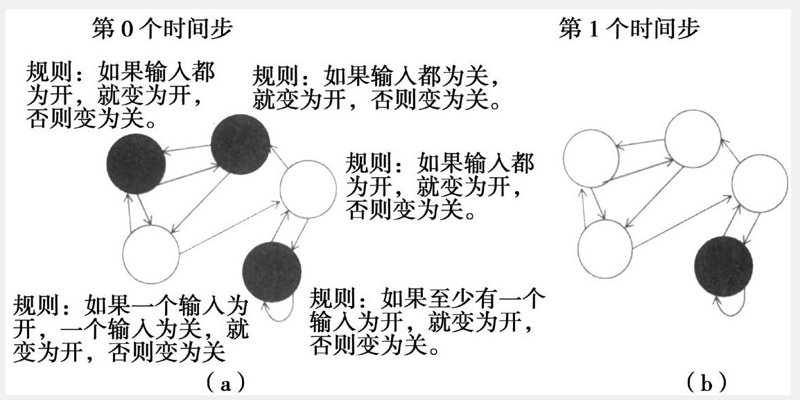 第 0 个时间步
第 1 个时间步
规则：如果输入都
为开，就变为开，
否则变为关。
规则：如果输入都为关，
就变为开，否则变为关。
规则：如果输入都
为开，就变为开，
否则变为关。
规则：如果一个输入为
开，一个输入为关，就
变为开，否则变为关
规则：如果至少有一个
输入为开，就变为开，
否则变为关。
（a）
（b）